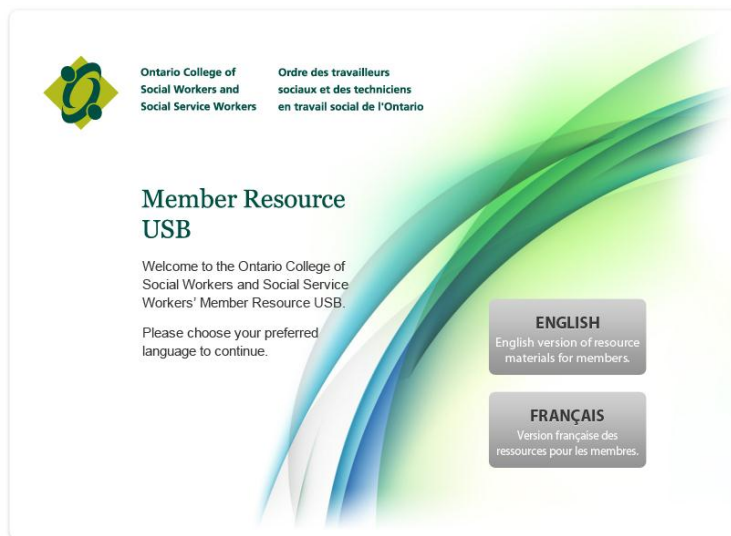 Ontario College of
Social Workers and
Social Service Workers
Ordre des travailleurs
sociaux et des techniciens
en travail social de l'Ontario
Member Resource
USB
Welcome to the Ontario College of
Social Workers and Social Service
Workers’ Member Resource USB.
Please choose your preferred
language to continue.
ENGLISH
English version of resource
materials for members.
FRANÇAIS
Version française des
ressources pour les membres.